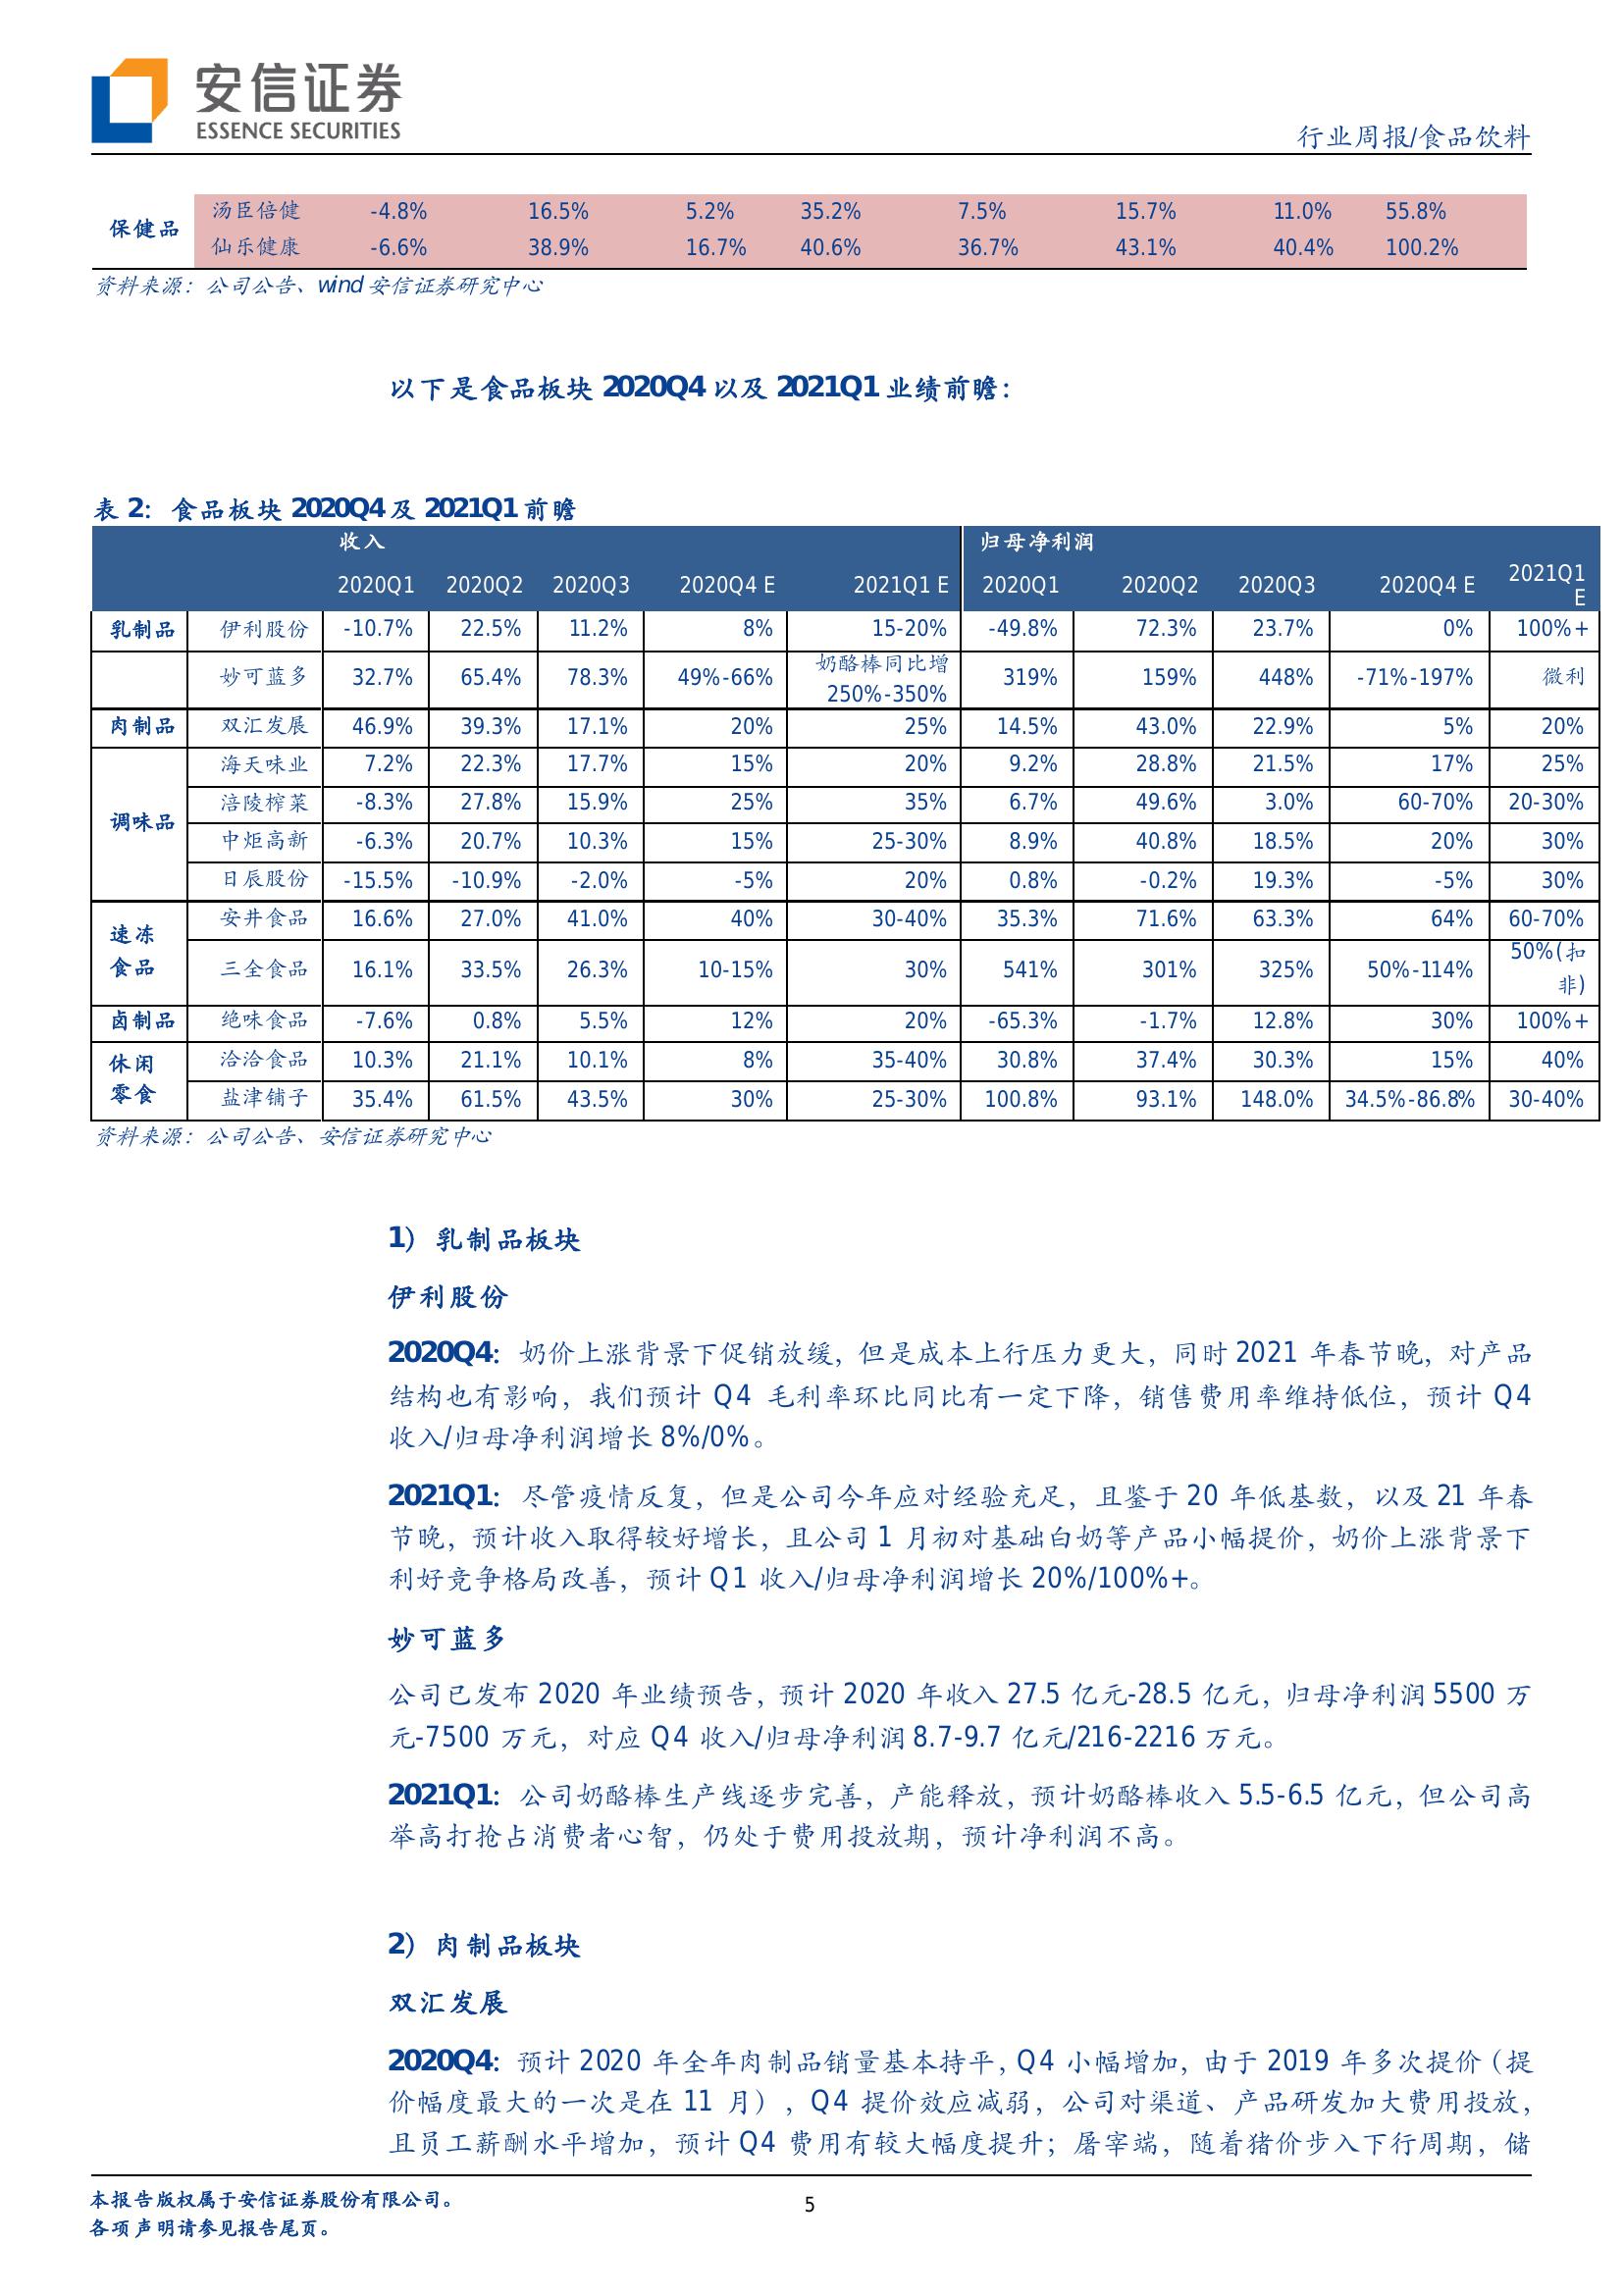 安信证券
ESSENCE SECURITIES
行业周报/食品饮料
保健品 汤臣倍健 -4.8% 16.5% 5.2% 35.2% 7.5% 15.7% 11.0% 55.8%
仙乐健康 -6.6% 38.9% 16.7% 40.6% 36.7% 43.1% 40.4% 100.2%
资料来源：公司公告、wind 安信证券研究中心
以下是食品板块 2020Q4 以及 2021Q1 业绩前瞻：
表 2：食品板块 2020Q4 及 2021Q1 前瞻
收入 归母净利润
2020Q1 2020Q2 2020Q3 2020Q4 E 2021Q1 E 2020Q1 2020Q2 2020Q3 2020Q4 E 2021Q1 E
乳制品 伊利股份 -10.7% 22.5% 11.2% 8% 15-20% -49.8% 72.3% 23.7% 0% 100%+
妙可蓝多 32.7% 65.4% 78.3% 49%-66% 奶酪棒同比增 250%-350% 319% 159% 448% -71%-197% 微利
肉制品 双汇发展 46.9% 39.3% 17.1% 20% 25% 14.5% 43.0% 22.9% 5% 20%
调味品 海天味业 7.2% 22.3% 17.7% 15% 20% 9.2% 28.8% 21.5% 17% 25%
涪陵榨菜 -8.3% 27.8% 15.9% 25% 35% 6.7% 49.6% 3.0% 60-70% 20-30%
中炬高新 -6.3% 20.7% 10.3% 15% 25-30% 8.9% 40.8% 18.5% 20% 30%
日辰股份 -15.5% -10.9% -2.0% -5% 20% 0.8% -0.2% 19.3% -5% 30%
速冻食品 安井食品 16.6% 27.0% 41.0% 40% 30-40% 35.3% 71.6% 63.3% 64% 60-70%
三全食品 16.1% 33.5% 26.3% 10-15% 30% 541% 301% 325% 50%-114% 50%(扣非)
卤制品 绝味食品 -7.6% 0.8% 5.5% 12% 20% -65.3% -1.7% 12.8% 30% 100%+
休闲零食 洽洽食品 10.3% 21.1% 10.1% 8% 35-40% 30.8% 37.4% 30.3% 15% 40%
盐津铺子 35.4% 61.5% 43.5% 30% 25-30% 100.8% 93.1% 148.0% 34.5%-86.8% 30-40%
资料来源：公司公告、安信证券研究中心
1）乳制品板块
伊利股份
2020Q4：奶价上涨背景下促销放缓，但是成本上行压力更大，同时 2021 年春节晚，对产品
结构也有影响，我们预计 Q4 毛利率环比同比有一定下降，销售费用率维持低位，预计 Q4
收入/归母净利润增长 8%/0%。
2021Q1：尽管疫情反复，但是公司今年应对经验充足，且鉴于 20 年低基数，以及 21 年春
节晚，预计收入取得较好增长，且公司 1 月初对基础白奶等产品小幅提价，奶价上涨背景下
利好竞争格局改善，预计 Q1 收入/归母净利润增长 20%/100%+。
妙可蓝多
公司已发布 2020 年业绩预告，预计 2020 年收入 27.5 亿元-28.5 亿元，归母净利润 5500 万
元-7500 万元，对应 Q4 收入/归母净利润 8.7-9.7 亿元/216-2216 万元。
2021Q1：公司奶酪棒生产线逐步完善，产能释放，预计奶酪棒收入 5.5-6.5 亿元，但公司高
举高打抢占消费者心智，仍处于费用投放期，预计净利润不高。
2）肉制品板块
双汇发展
2020Q4：预计 2020 年全年肉制品销量基本持平，Q4 小幅增加，由于 2019 年多次提价（提
价幅度最大的一次是在 11 月），Q4 提价效应减弱，公司对渠道、产品研发加大费用投放，
且员工薪酬水平增加，预计 Q4 费用有较大幅度提升；屠宰端，随着猪价步入下行周期，储
本报告版权属于安信证券股份有限公司。
5
各项声明请参见报告尾页。